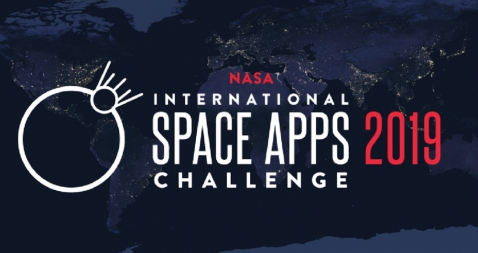 NASA
INTERNATIONAL
SPACE APPS 2019
CHALLENGE